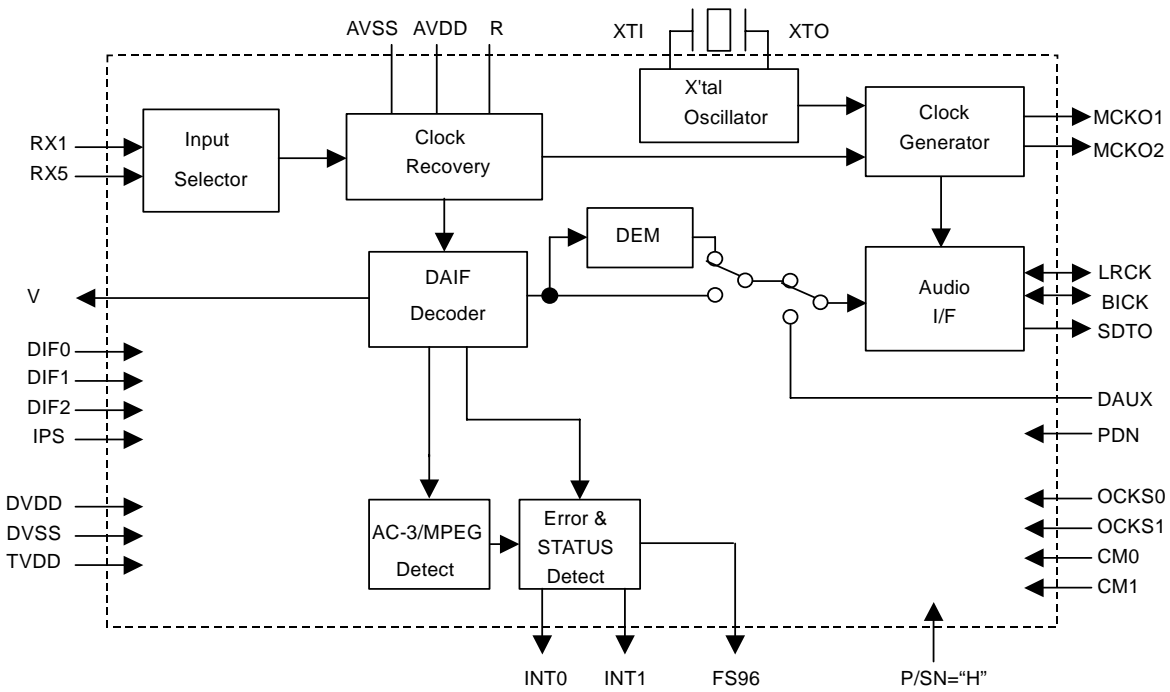 AVSS AVDD R
XTI XTO
X'tal
Oscillator
Clock
Generator
MCKO1
MCKO2
RX1
RX5
Input
Selector
Clock
Recovery
DEM
DAIF
Decoder
Audio
I/F
LRCK
BICK
SDTO
V
DIF0
DIF1
DIF2
IPS
DAUX
PDN
DVDD
DVSS
TVDD
AC-3/MPEG
Detect
Error &
STATUS
Detect
OCKS0
OCKS1
CM0
CM1
INT0 INT1 FS96 P/SN=“H”